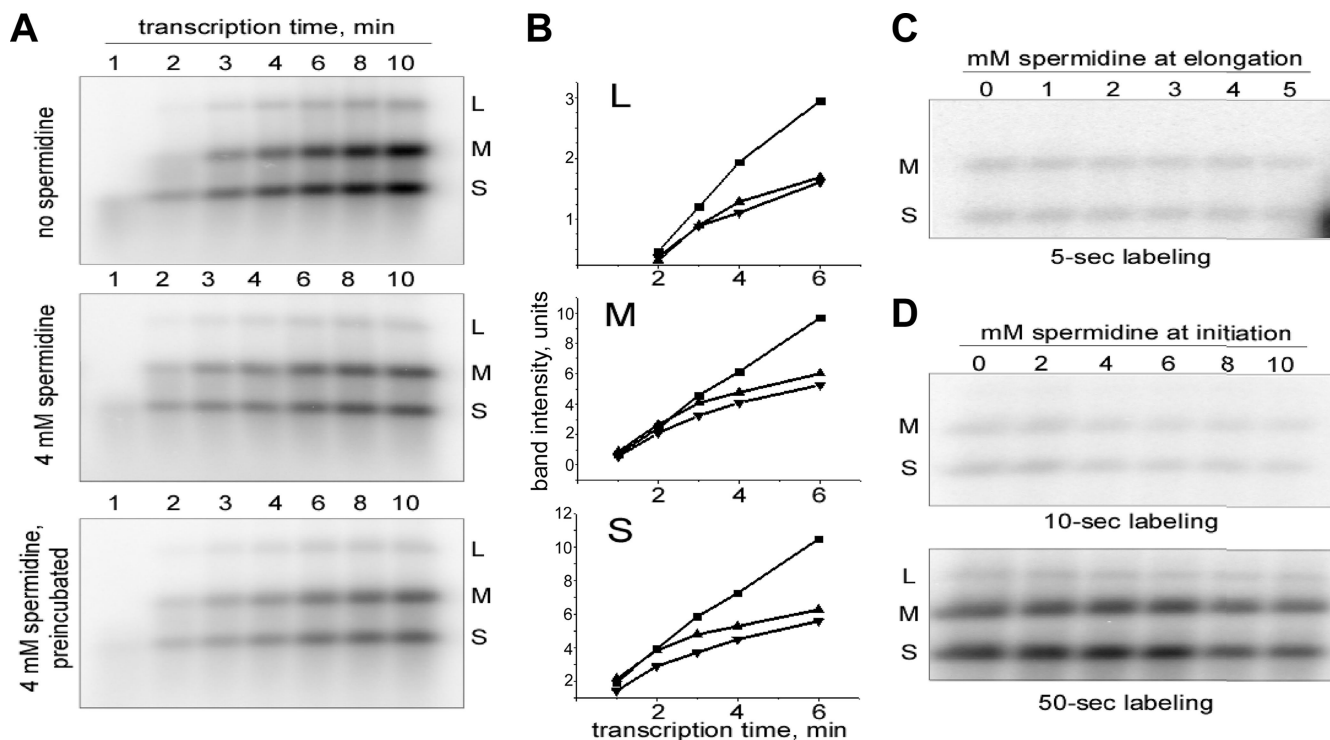 A
transcription time, min
1 2 3 4 6 8 10
no spermidine
L
M
S
1 2 3 4 6 8 10
4 mM spermidine
L
M
S
1 2 3 4 6 8 10
4 mM spermidine,
preincubated
L
M
S
B
band intensity, units
L
3
2
1
2 4 6
M
10
8
6
4
2
0
2 4 6
S
12
10
8
6
4
2
2 4 6
transcription time, min
C
mM spermidine at elongation
0 1 2 3 4 5
M
S
5-sec labeling
D
mM spermidine at initiation
0 2 4 6 8 10
M
S
10-sec labeling
L
M
S
50-sec labeling